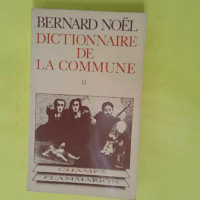 BERNARD NOËL
DICTIONNAIRE
DE
LA COMMUNE
II
CHAMPS
FLAMMARION